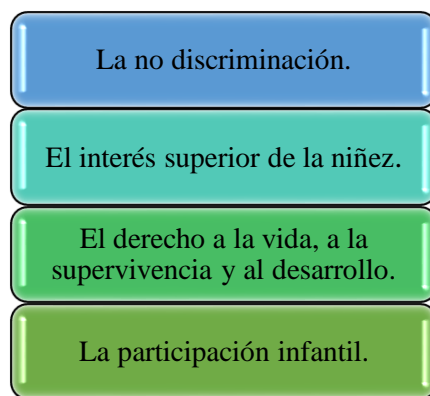 La no discriminación.
El interés superior de la niñez.
El derecho a la vida, a la
supervivencia y al desarrollo.
La participación infantil.